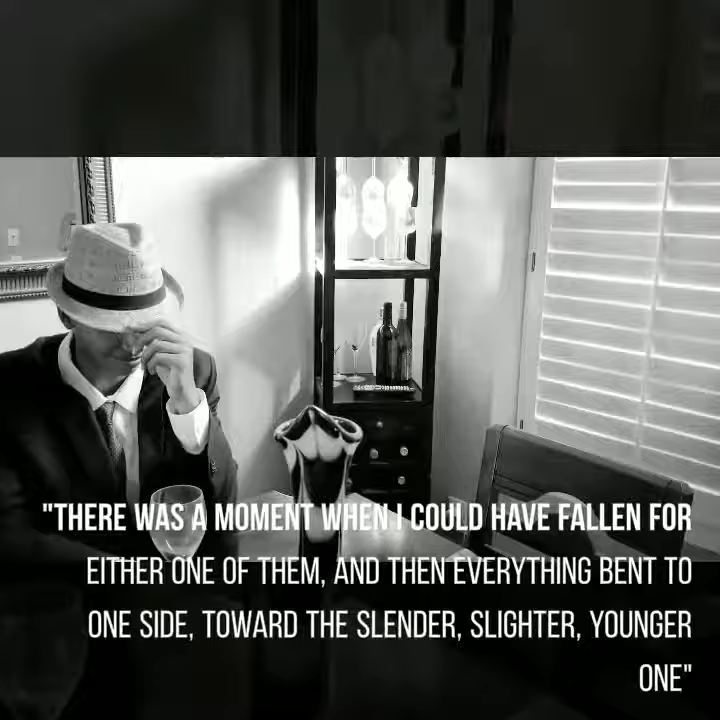 "THERE WAS A MOMENT WHEN I COULD HAVE FALLEN FOR
EITHER ONE OF THEM, AND THEN EVERYTHING BENT TO
ONE SIDE, TOWARD THE SLENDER, SLIGHTER, YOUNGER
ONE"